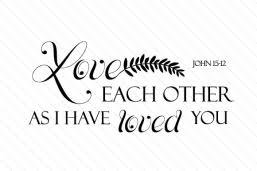 Love JOHN 15-12
EACH OTHER
AS I HAVE loved YOU